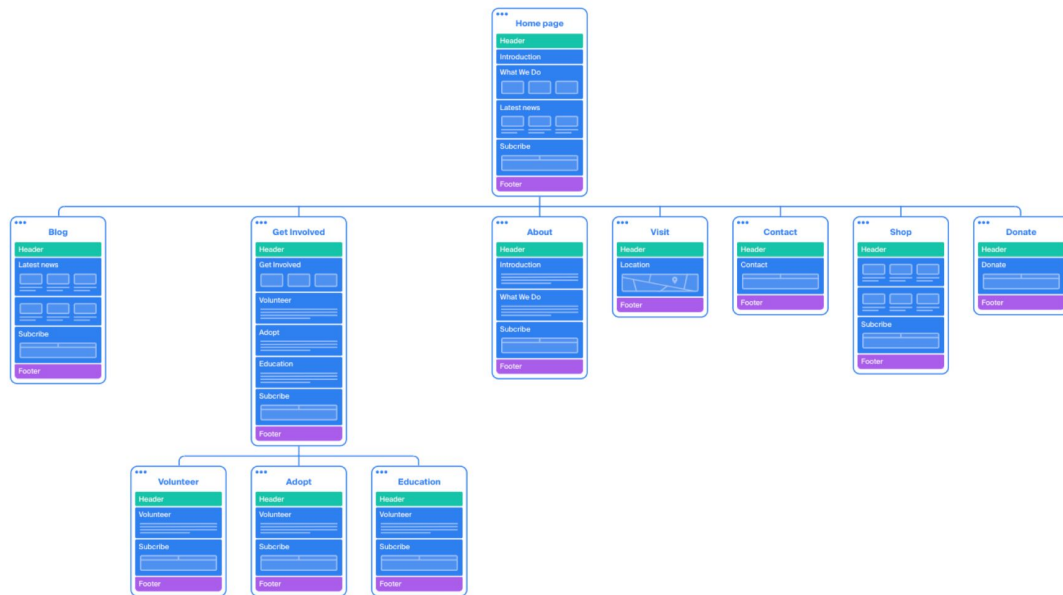 Home page
Header
Introduction
What We Do
Latest news
Subcribe
Footer
Blog
Header
Latest news
Subcribe
Footer
Get Involved
Header
Get Involved
Volunteer
Adopt
Education
Subcribe
Footer
About
Header
Introduction
What We Do
Subcribe
Footer
Visit
Header
Location
Footer
Contact
Header
Contact
Footer
Shop
Header
Subcribe
Footer
Donate
Header
Donate
Footer
Volunteer
Header
Volunteer
Subcribe
Footer
Adopt
Header
Volunteer
Subcribe
Footer
Education
Header
Volunteer
Subcribe
Footer